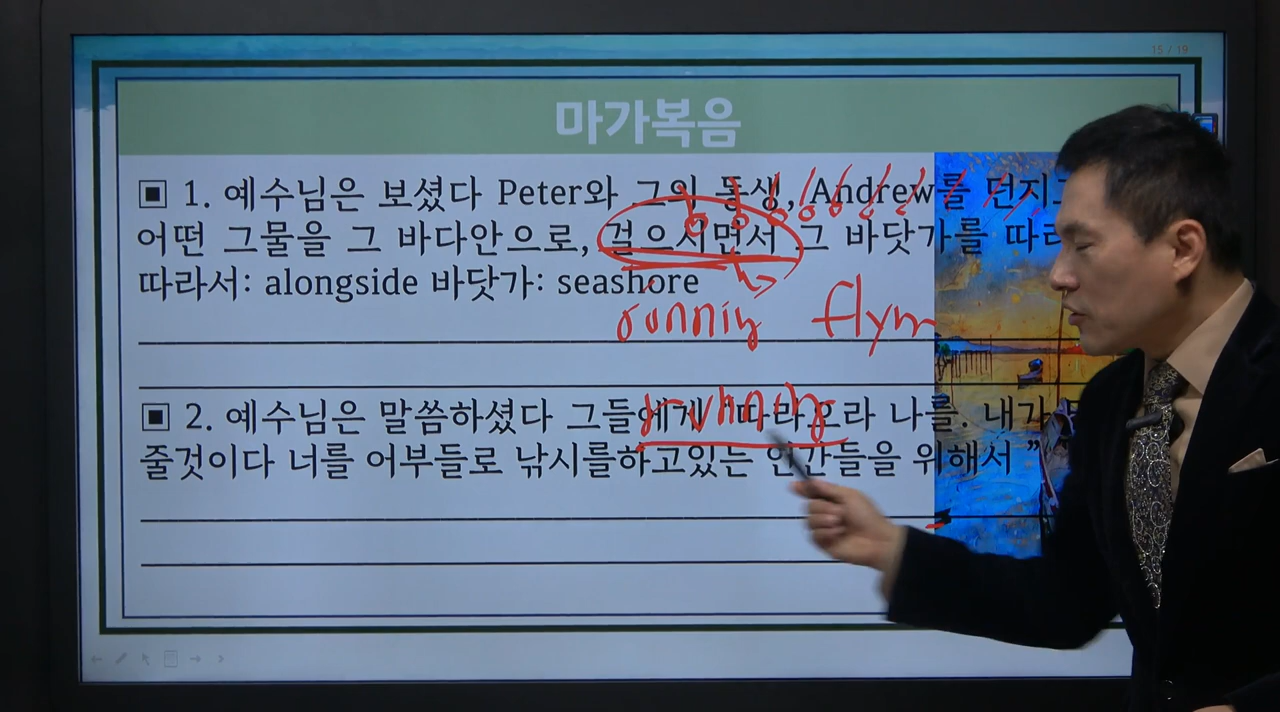 15 / 19
마가복음
▣ 1. 예수님은 보셨다 Peter와 그의 동생, Andrew를 던지고
어떤 그물을 그 바다안으로, 걸으시면서 그 바닷가를 따라
따라서: alongside 바닷가: seashore
running flyin
▣ 2. 예수님은 말씀하셨다 그들에게 “따라오라 나를. 내가
running
줄것이다 너를 어부들로 낚시를하고있는 인간들을 위해서 ”